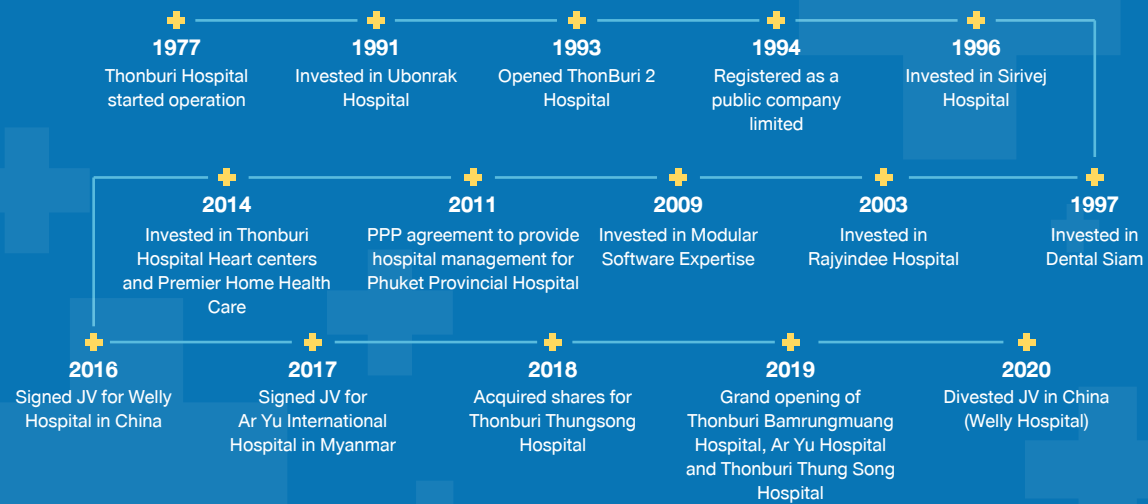 1977
Thonburi Hospital
started operation
1991
Invested in Ubonrak
Hospital
1993
Opened ThonBuri 2
Hospital
1994
Registered as a
public company
limited
1996
Invested in Sirivej
Hospital
1997
Invested in
Dental Siam
2003
Invested in
Rajyindee Hospital
2009
Invested in Modular
Software Expertise
2011
PPP agreement to provide
hospital management for
Phuket Provincial Hospital
2014
Invested in Thonburi
Hospital Heart centers
and Premier Home Health
Care
2016
Signed JV for Welly
Hospital in China
2017
Signed JV for
Ar Yu International
Hospital in Myanmar
2018
Acquired shares for
Thonburi Thungsong
Hospital
2019
Grand opening of
Thonburi Bamrungmuang
Hospital, Ar Yu Hospital
and Thonburi Thung Song
Hospital
2020
Divested JV in China
(Welly Hospital)